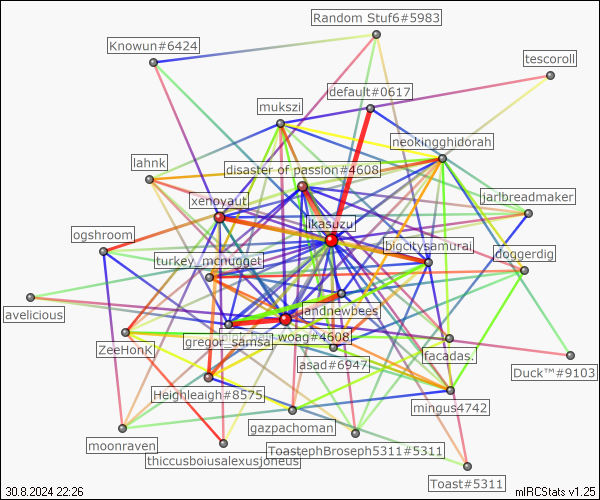 Random Stuf6#5983
Knowun#6424
tescoroll
default#0617
mukszi
neokingghidorah
lahnk
disaster of passion#4608
xenoyaut
jarlbreadmaker
ikasuzu
ogshroom
bigcitysamurai
doggerdig
turkey_mcnugget
avelicious
andnewbees
woag#4608
gregor_samsa
ZeeHonK
facadas.
asad#6947
Duck™#9103
Heighleaigh#8575
mingus4742
gazpachoman
moonraven
ToastephBroseph5311#5311
thiccusboiusalexusjoneus
Toast#5311
30.8.2024 22:26
mIRCStats v1.25